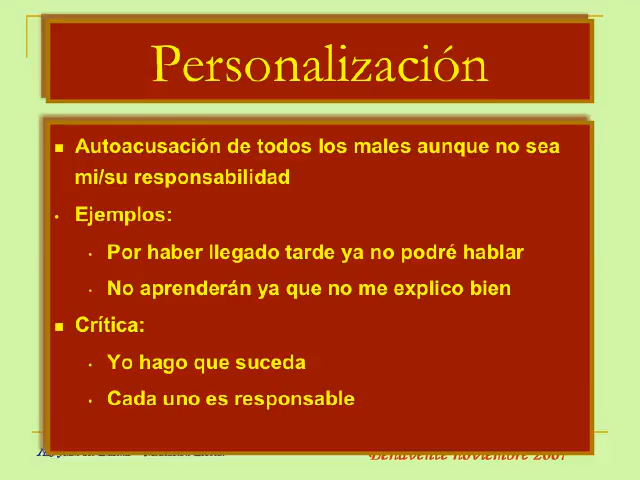 Personalización
Autoacusación de todos los males aunque no sea
mi/su responsabilidad
Ejemplos:
Por haber llegado tarde ya no podré hablar
No aprenderán ya que no me explico bien
Crítica:
Yo hago que suceda
Cada uno es responsable
Benavente noviembre 2007